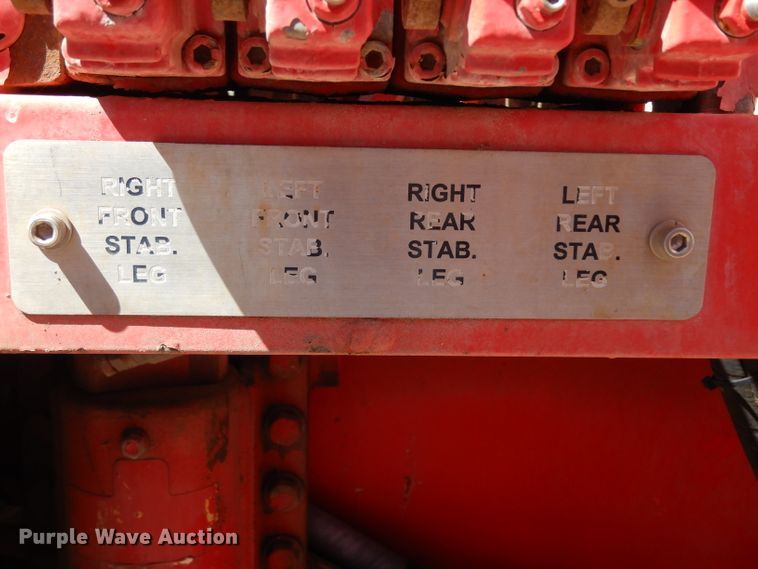 RIGHT
FRONT
STAB.
LEG
LEFT
FRONT
STAB.
LEG
RIGHT
REAR
STAB.
LEG
LEFT
REAR
STAB.
LEG
Purple Wave Auction